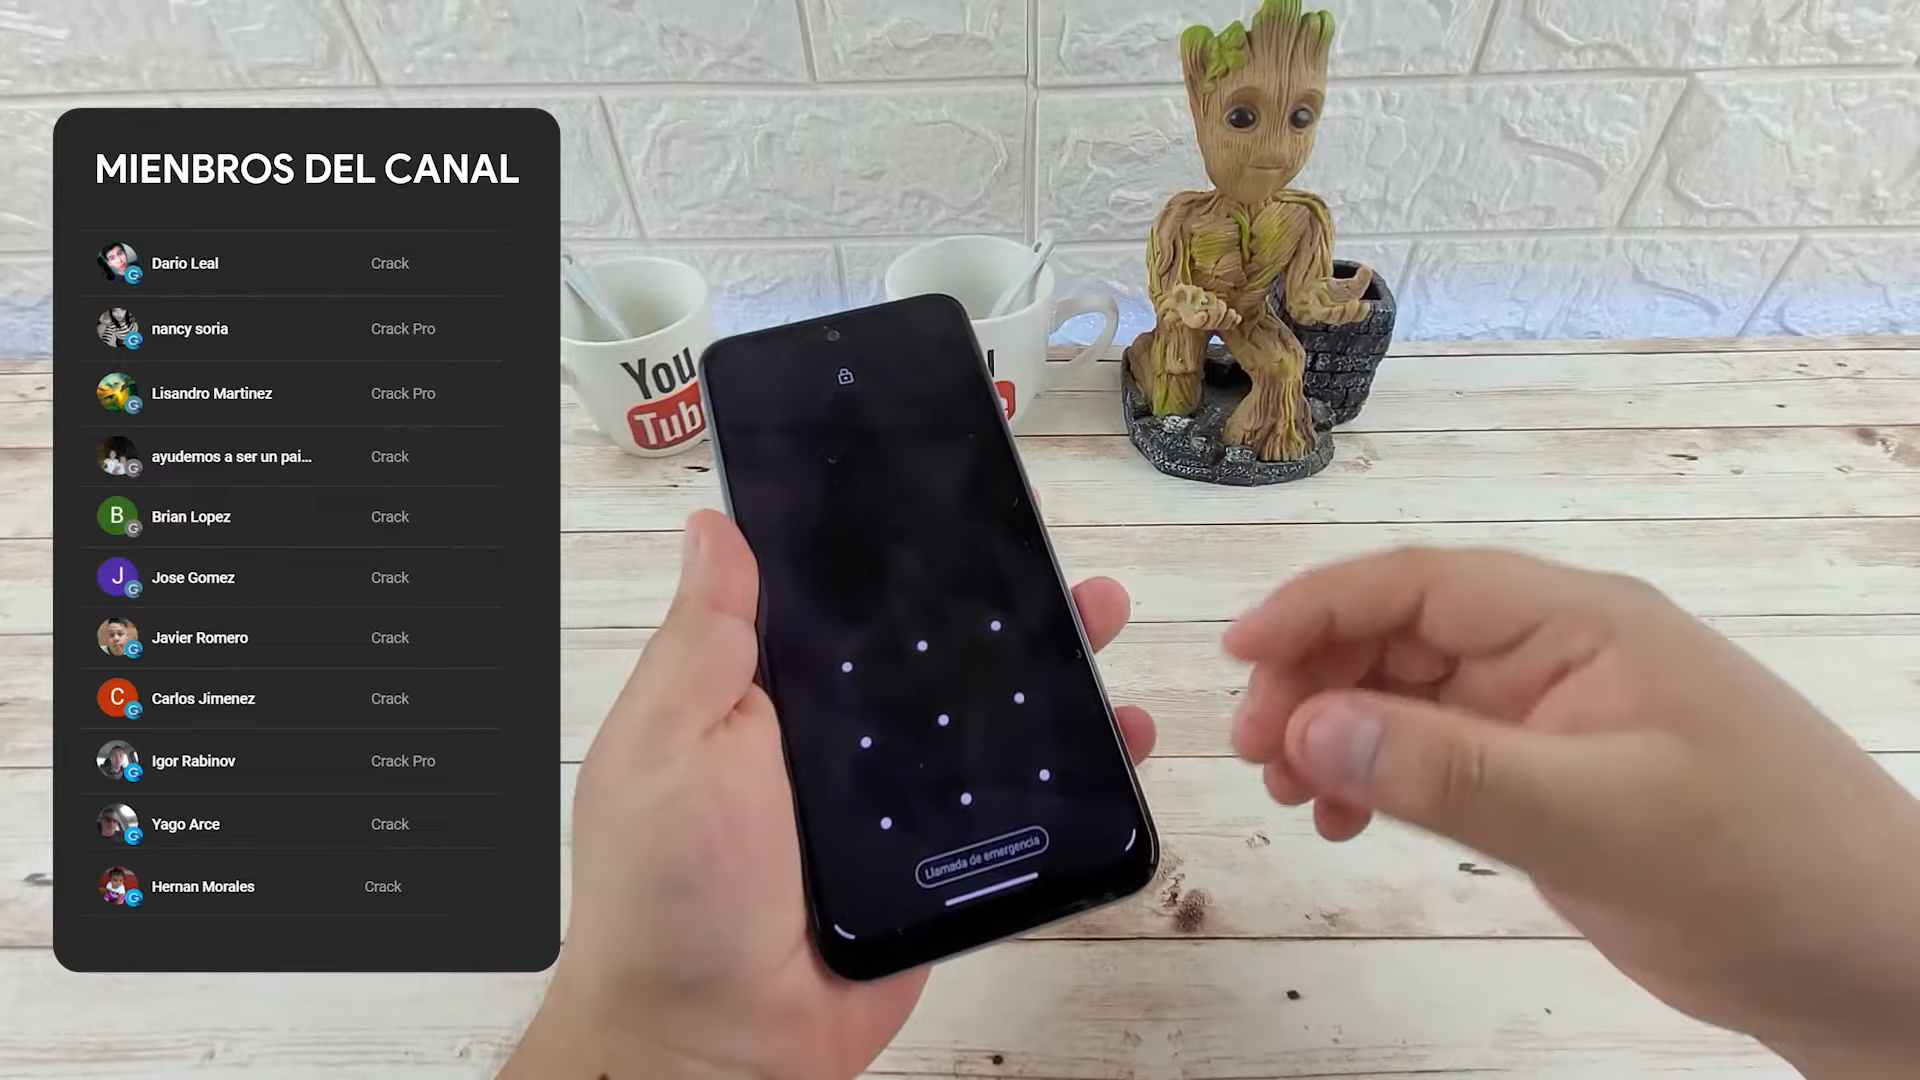 MIENBROS DEL CANAL
Dario Leal Crack
nancy soria Crack Pro
Lisandro Martinez Crack Pro
ayudemos a ser un pai... Crack
B Brian Lopez Crack
J Jose Gomez Crack
Javier Romero Crack
C Carlos Jimenez Crack
Igor Rabinov Crack Pro
Yago Arce Crack
Hernan Morales Crack
You
Tub
Llamada de emergencia